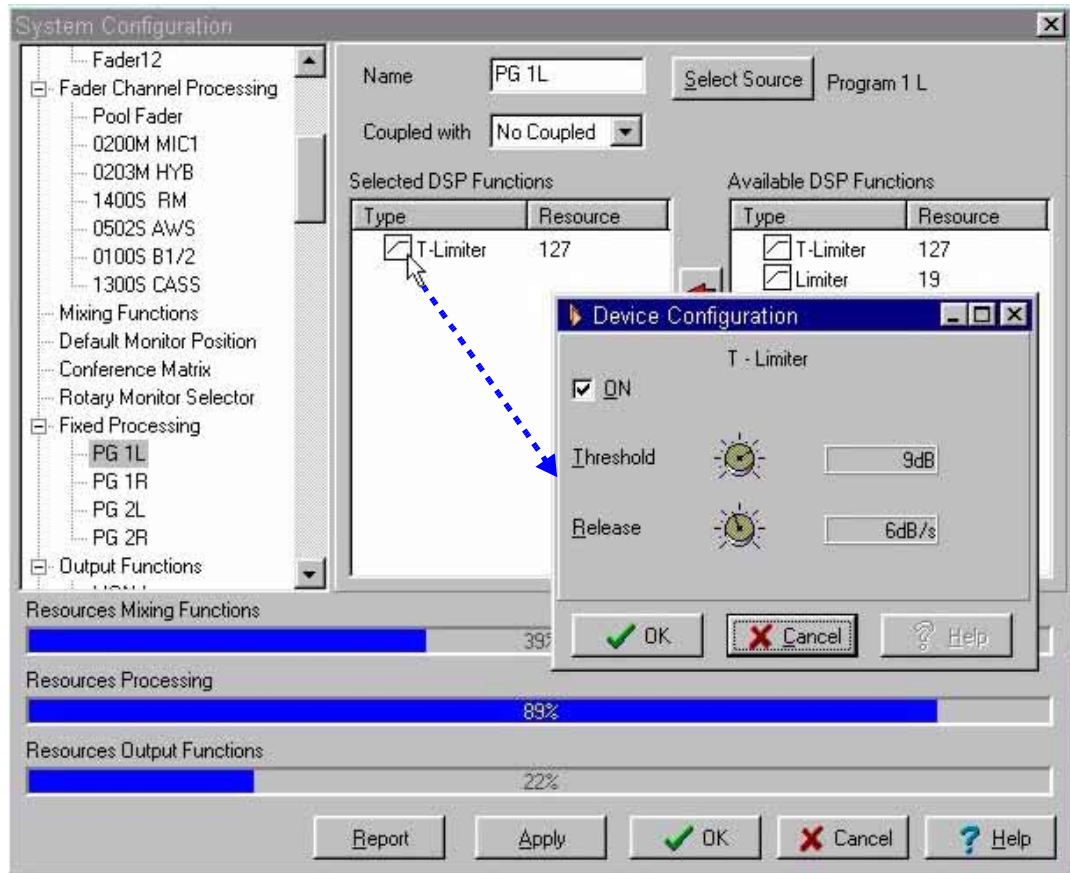 System Configuration
Fader12
Fader Channel Processing
Pool Fader
0200M MIC1
0203M HYB
1400S RM
0502S AWS
0100S B1/2
1300S CASS
Mixing Functions
Default Monitor Position
Conference Matrix
Rotary Monitor Selector
Fixed Processing
PG 1L
PG 1R
PG 2L
PG 2R
Output Functions
Name PG 1L Select Source Program 1 L
Coupled with No Coupled
Selected DSP Functions
Type Resource
T-Limiter 127
Available DSP Functions
Type Resource
T-Limiter 127
Limiter 19
Device Configuration
T - Limiter
ON
Threshold 9dB
Release 6dB/s
OK Cancel Help
Resources Mixing Functions
39
Resources Processing
89%
Resources Output Functions
22%
Report Apply OK Cancel Help